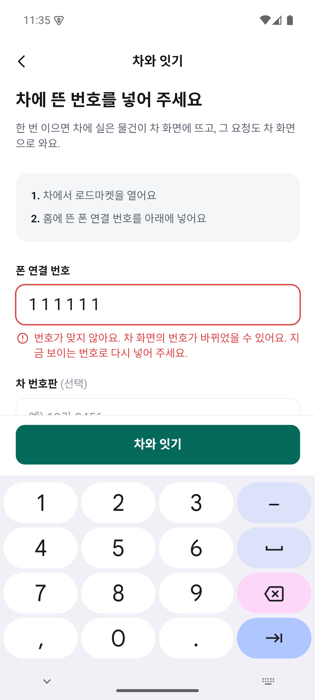 11:35
차와 잇기
차에 뜬 번호를 넣어 주세요
한 번 이으면 차에 실은 물건이 차 화면에 뜨고, 그 요청도 차 화면
으로 와요.
1. 차에서 로드마켓을 열어요
2. 홈에 뜬 폰 연결 번호를 아래에 넣어요
폰 연결 번호
111111
번호가 맞지 않아요. 차 화면의 번호가 바뀌었을 수 있어요. 지
금 보이는 번호로 다시 넣어 주세요.
차 번호판 (선택)
차와 잇기
1 2 3 –
4 5 6
7 8 9
, 0 .